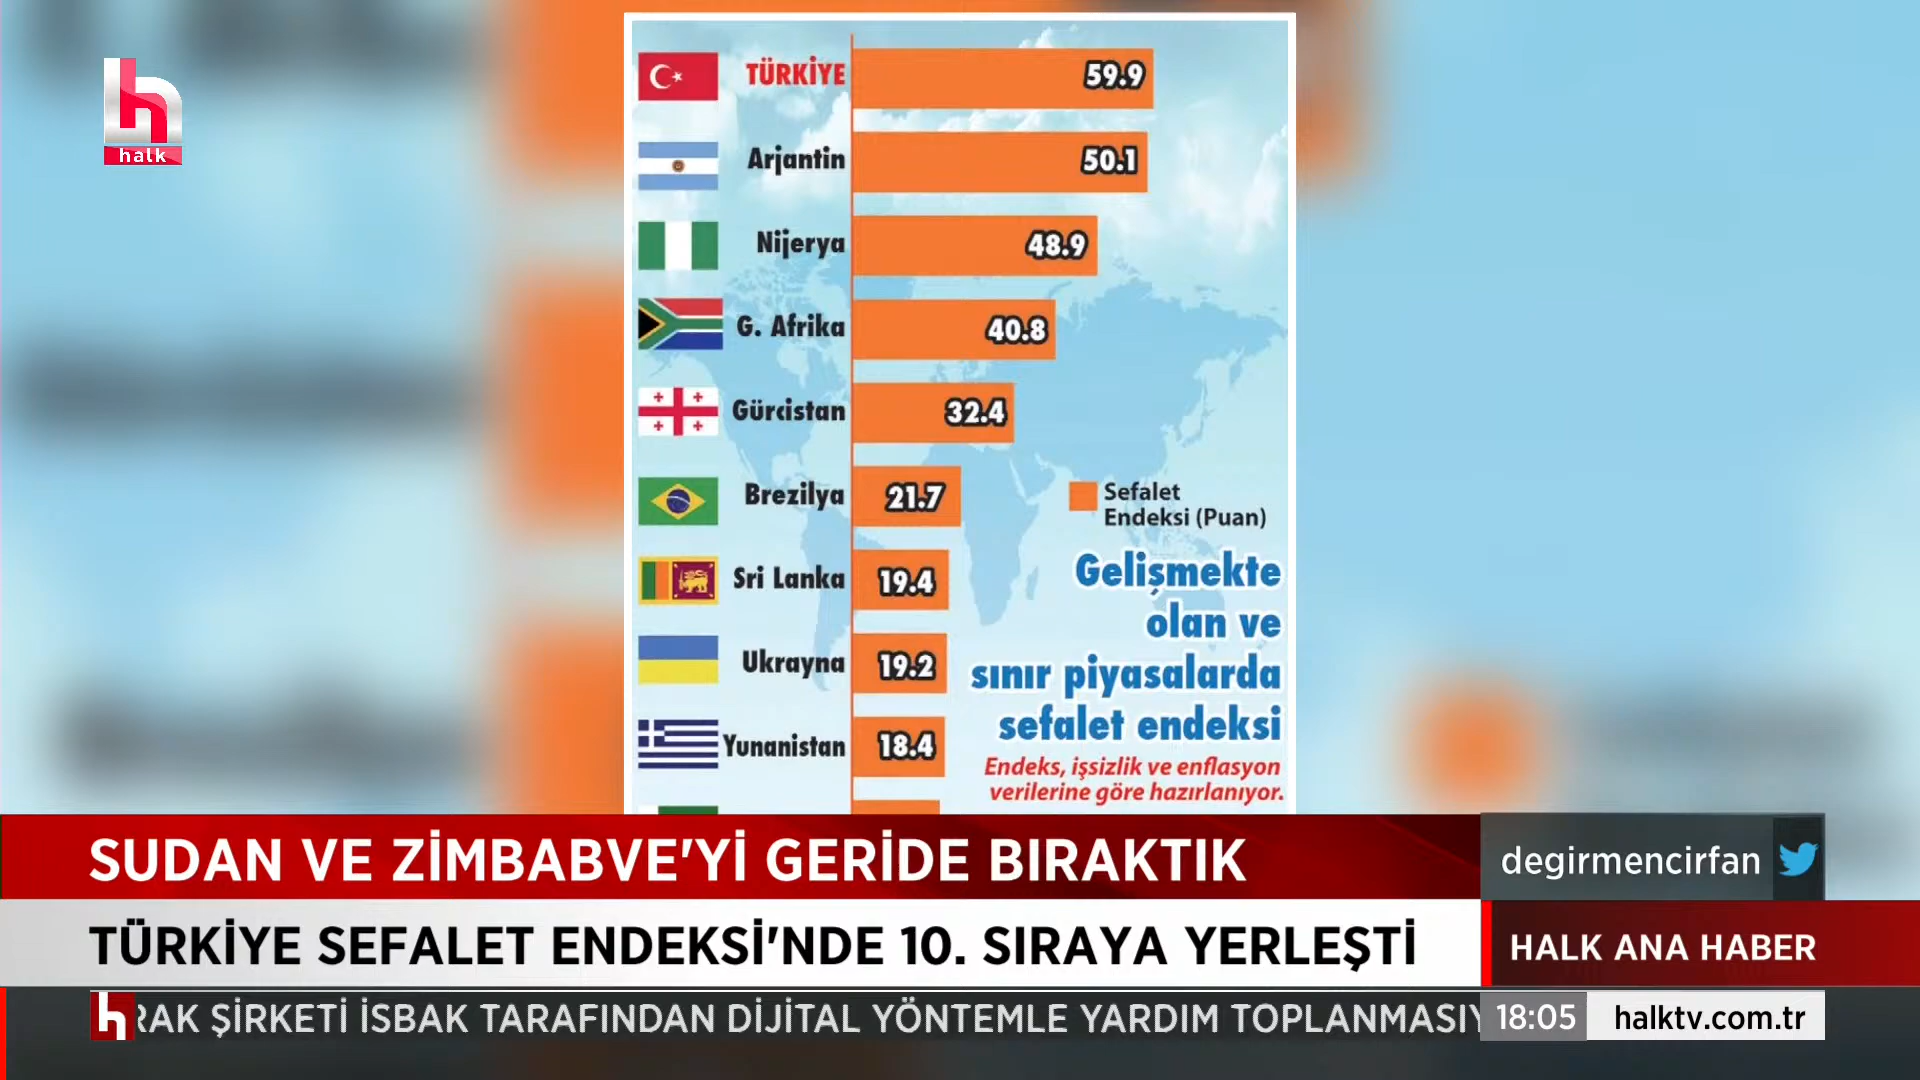 halk
TÜRKİYE 59.9
Arjantin 50.1
Nijerya 48.9
G. Afrika 40.8
Gürcistan 32.4
Brezilya 21.7
Sri Lanka 19.4
Ukrayna 19.2
Yunanistan 18.4
Sefalet
Endeksi (Puan)
Gelişmekte
olan ve
sınır piyasalarda
sefalet endeksi
Endeks, işsizlik ve enflasyon
verilerine göre hazırlanıyor.
SUDAN VE ZİMBABVE'Yİ GERİDE BIRAKTIK
degirmencirfan
TÜRKİYE SEFALET ENDEKSİ'NDE 10. SIRAYA YERLEŞTİ
HALK ANA HABER
RAK ŞİRKETİ İSBAK TARAFINDAN DİJİTAL YÖNTEMLE YARDIM TOPLANMASIY
18:05
halktv.com.tr